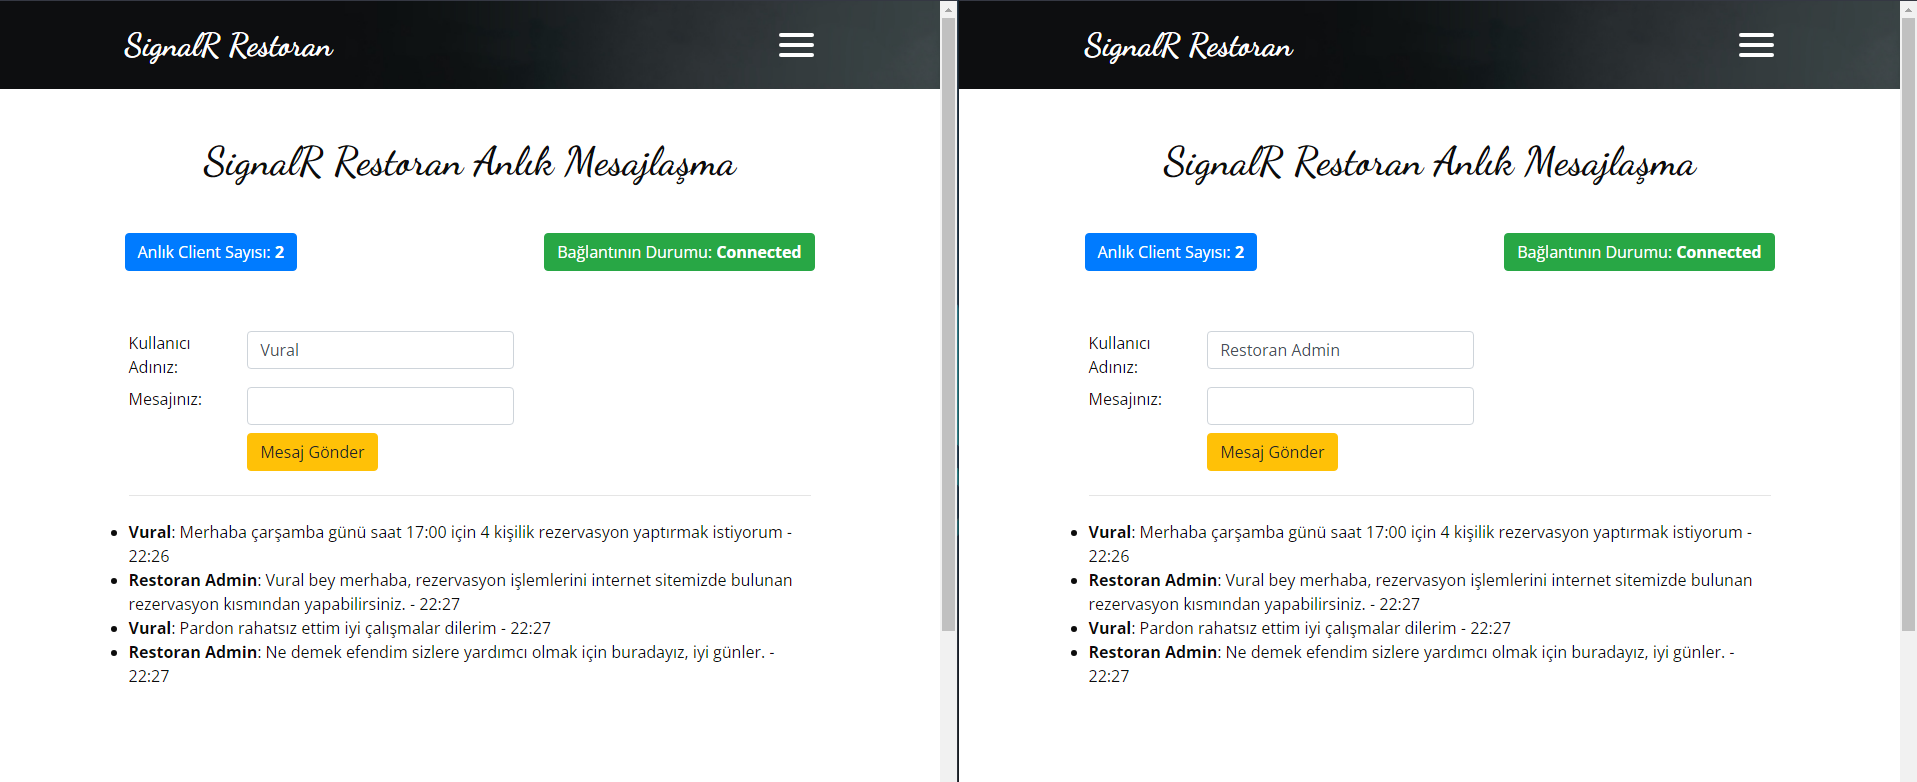 SignalR Restoran
SignalR Restoran Anlık Mesajlaşma
Anlık Client Sayısı: 2
Bağlantının Durumu: Connected
Kullanıcı
Adınız:
Vural
Mesajınız:
Mesaj Gönder
Vural: Merhaba çarşamba günü saat 17:00 için 4 kişilik rezervasyon yaptırmak istiyorum -
22:26
Restoran Admin: Vural bey merhaba, rezervasyon işlemlerini internet sitemizde bulunan
rezervasyon kısmından yapabilirsiniz. - 22:27
Vural: Pardon rahatsız ettim iyi çalışmalar dilerim - 22:27
Restoran Admin: Ne demek efendim sizlere yardımcı olmak için buradayız, iyi günler. -
22:27
SignalR Restoran
SignalR Restoran Anlık Mesajlaşma
Anlık Client Sayısı: 2
Bağlantının Durumu: Connected
Kullanıcı
Adınız:
Restoran Admin
Mesajınız:
Mesaj Gönder
Vural: Merhaba çarşamba günü saat 17:00 için 4 kişilik rezervasyon yaptırmak istiyorum -
22:26
Restoran Admin: Vural bey merhaba, rezervasyon işlemlerini internet sitemizde bulunan
rezervasyon kısmından yapabilirsiniz. - 22:27
Vural: Pardon rahatsız ettim iyi çalışmalar dilerim - 22:27
Restoran Admin: Ne demek efendim sizlere yardımcı olmak için buradayız, iyi günler. -
22:27